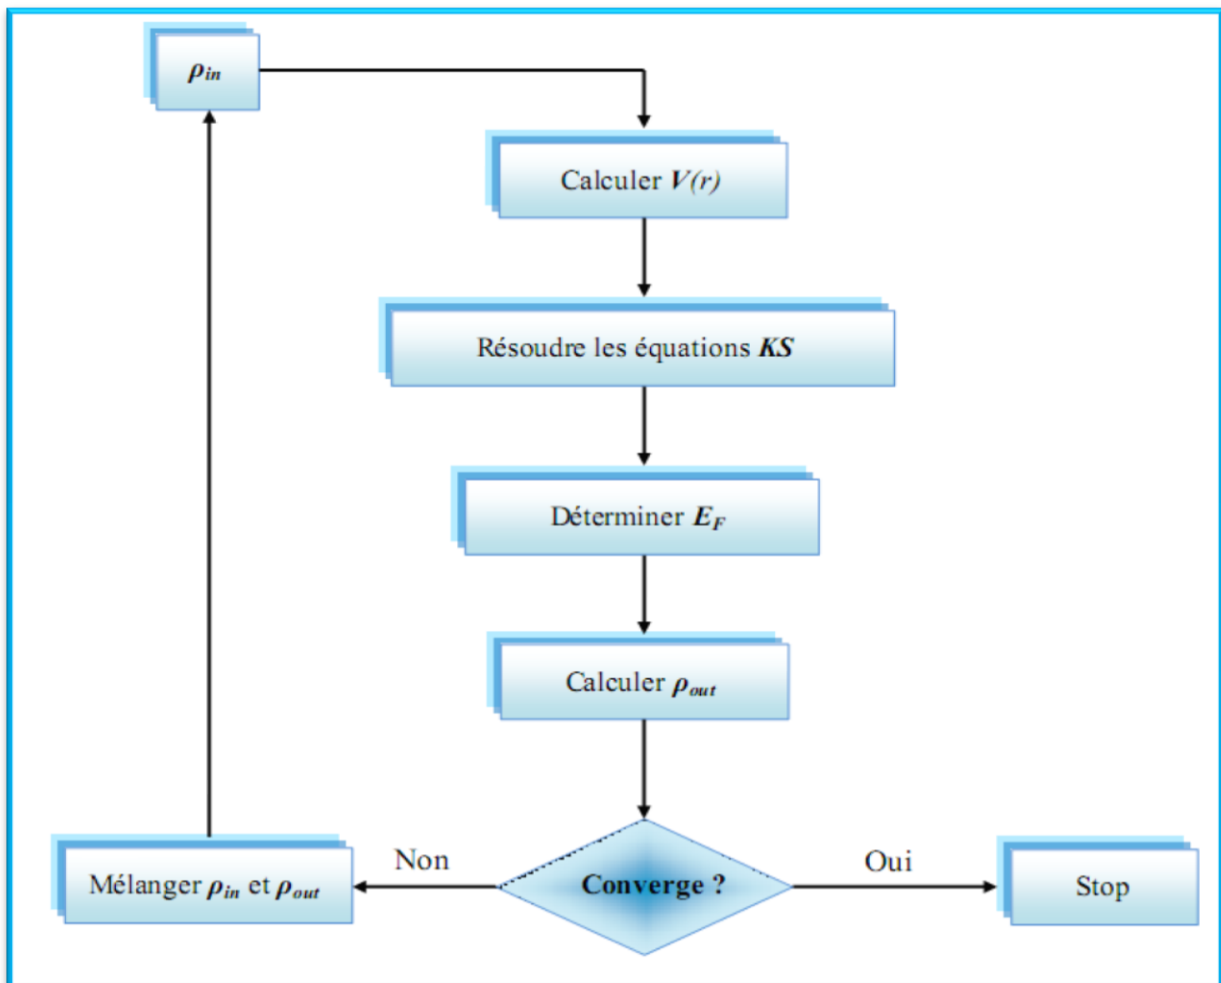 ρin
Calculer V(r)
Résoudre les équations KS
Déterminer EF
Calculer ρout
Converge ?
Non
Oui
Mélanger ρin et ρout
Stop